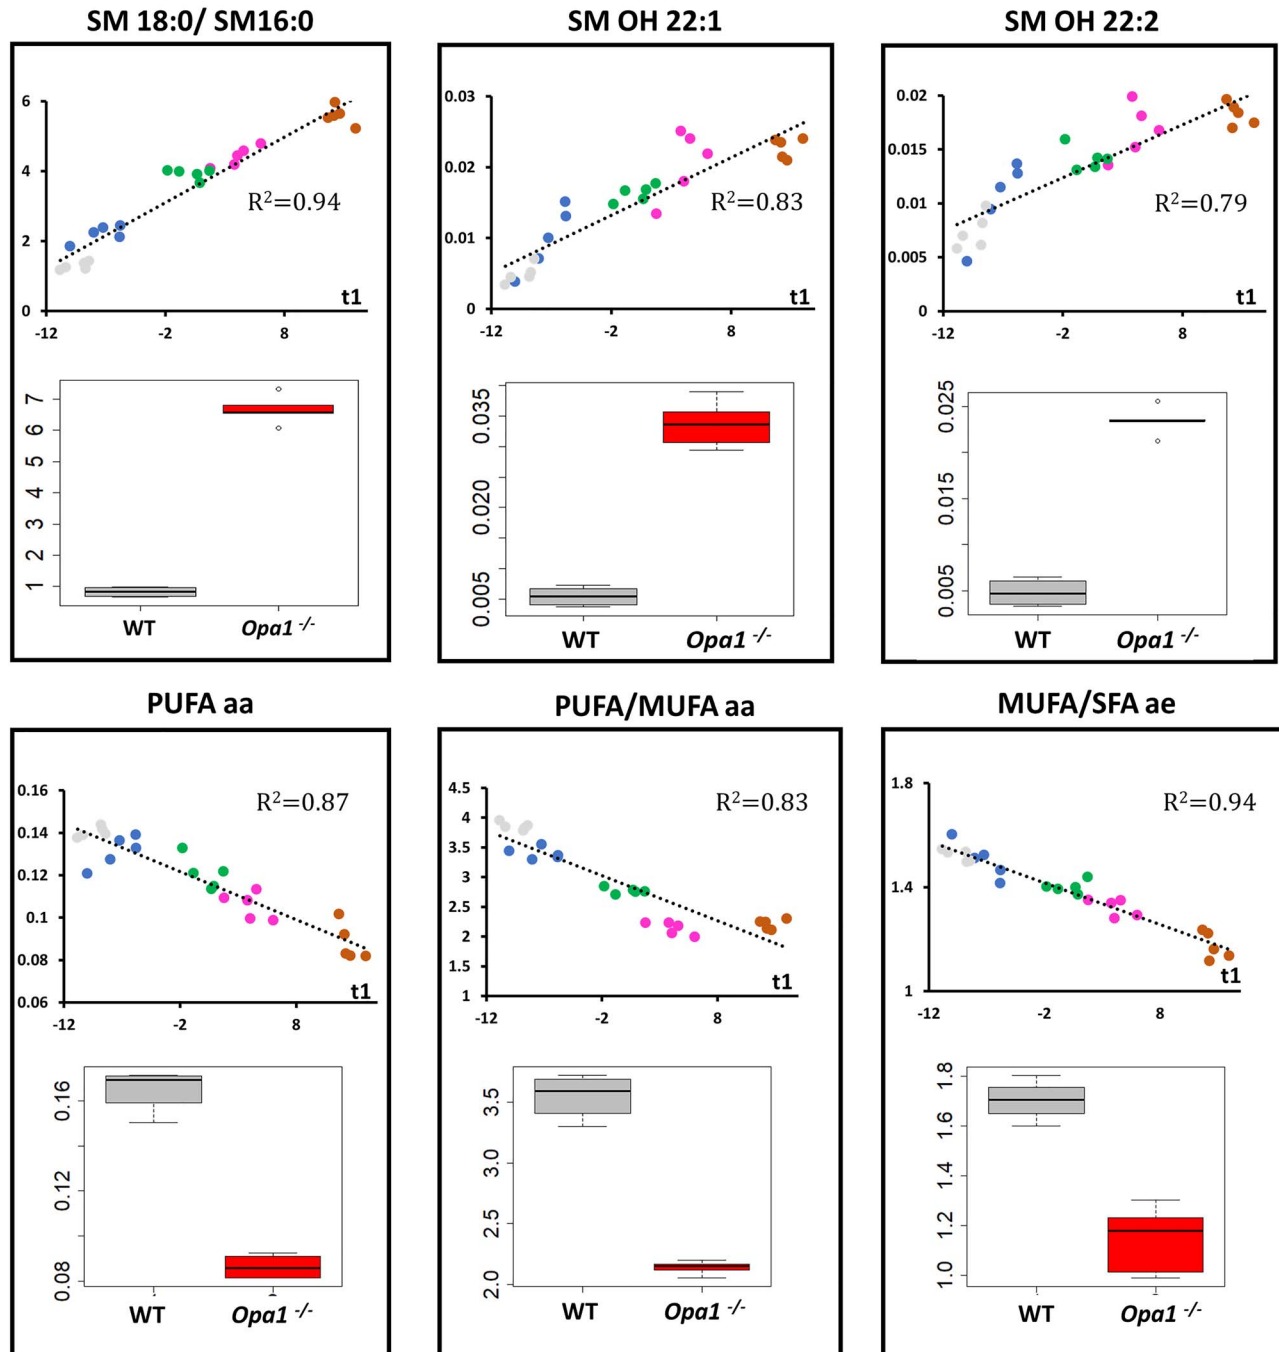 SM 18:0/ SM16:0
6
4
2
0
-12
-2
8
R²=0.94
t1
7
6
5
4
3
2
1
WT
Opa1 -/-
SM OH 22:1
0.03
0.02
0.01
0
-12
-2
8
R²=0.83
t1
0.035
0.020
0.005
WT
Opa1 -/-
SM OH 22:2
0.02
0.015
0.01
0.005
0
-12
-2
8
R²=0.79
t1
0.025
0.015
0.005
WT
Opa1 -/-
PUFA aa
0.16
0.14
0.12
0.1
0.08
0.06
-12
-2
8
R²=0.87
t1
0.16
0.12
0.08
WT
Opa1 -/-
PUFA/MUFA aa
4.5
4
3.5
3
2.5
2
1.5
1
-12
-2
8
R²=0.83
t1
3.5
3.0
2.5
2.0
WT
Opa1 -/-
MUFA/SFA ae
1.8
1.4
1
-12
-2
8
R²=0.94
t1
1.8
1.6
1.4
1.2
1.0
WT
Opa1 -/-